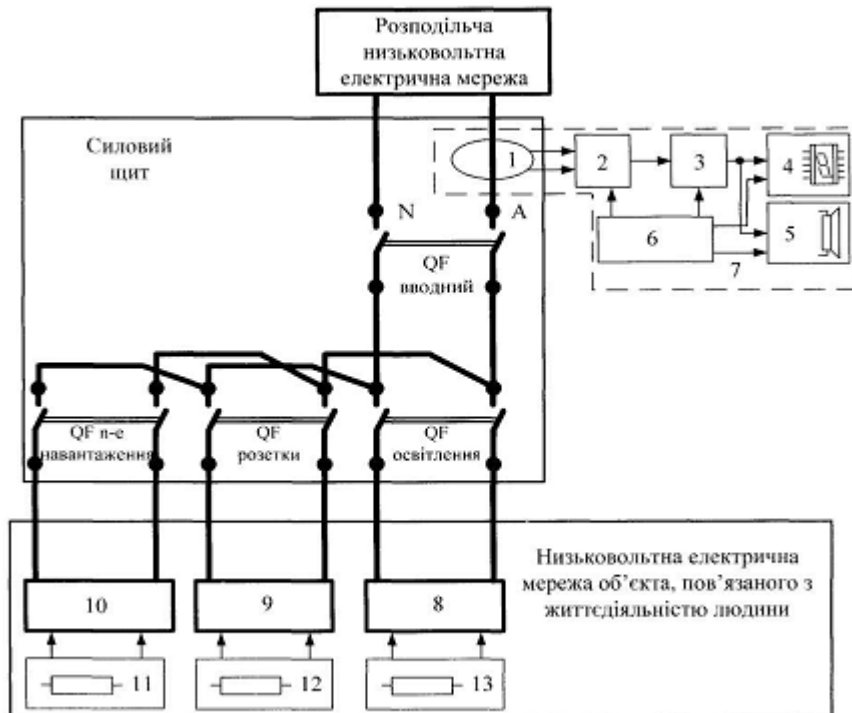 Розподільча
низьковольтна
електрична мережа
Силовий
щит
1
2
3
4
N
A
6
5
7
QF
вводний
QF n-е
навантаження
QF
розетки
QF
освітлення
Низьковольтна електрична
мережа об’єкта, пов’язаного з
життєдіяльністю людини
10
9
8
11
12
13